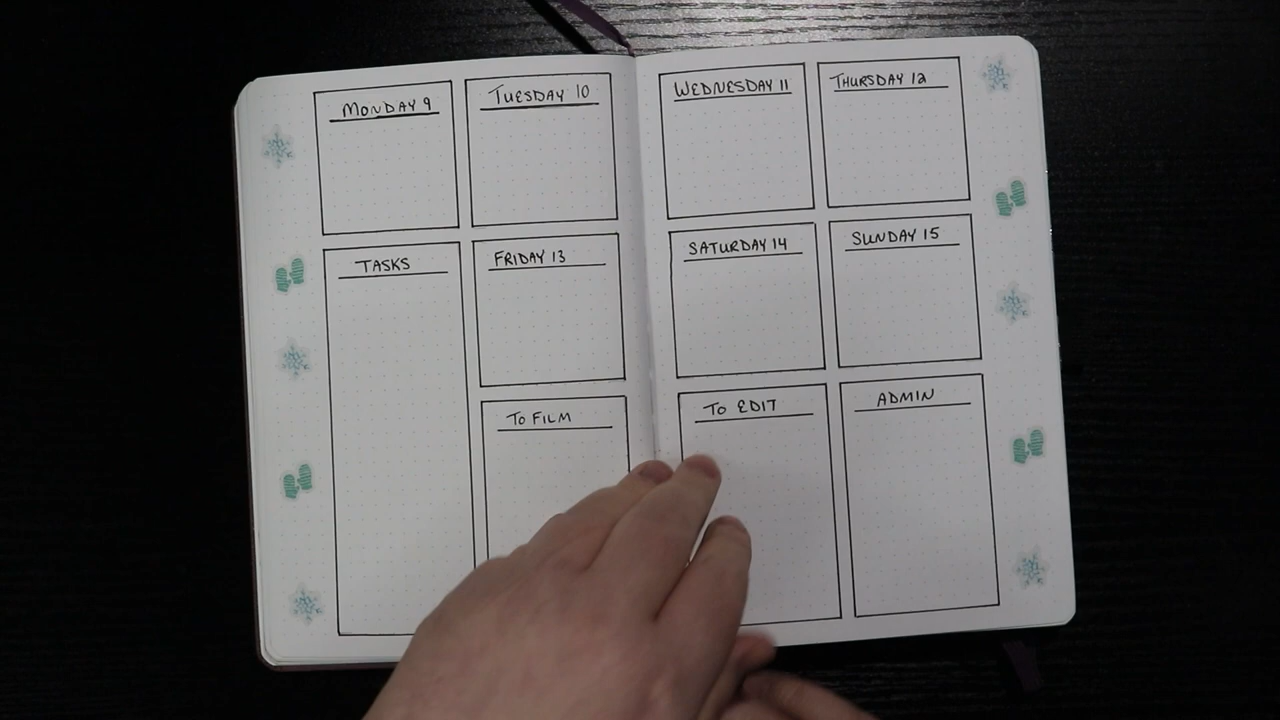 MONDAY 9
TUESDAY 10
WEDNESDAY 11
THURSDAY 12
TASKS
FRIDAY 13
SATURDAY 14
SUNDAY 15
TO FILM
TO EDIT
ADMIN